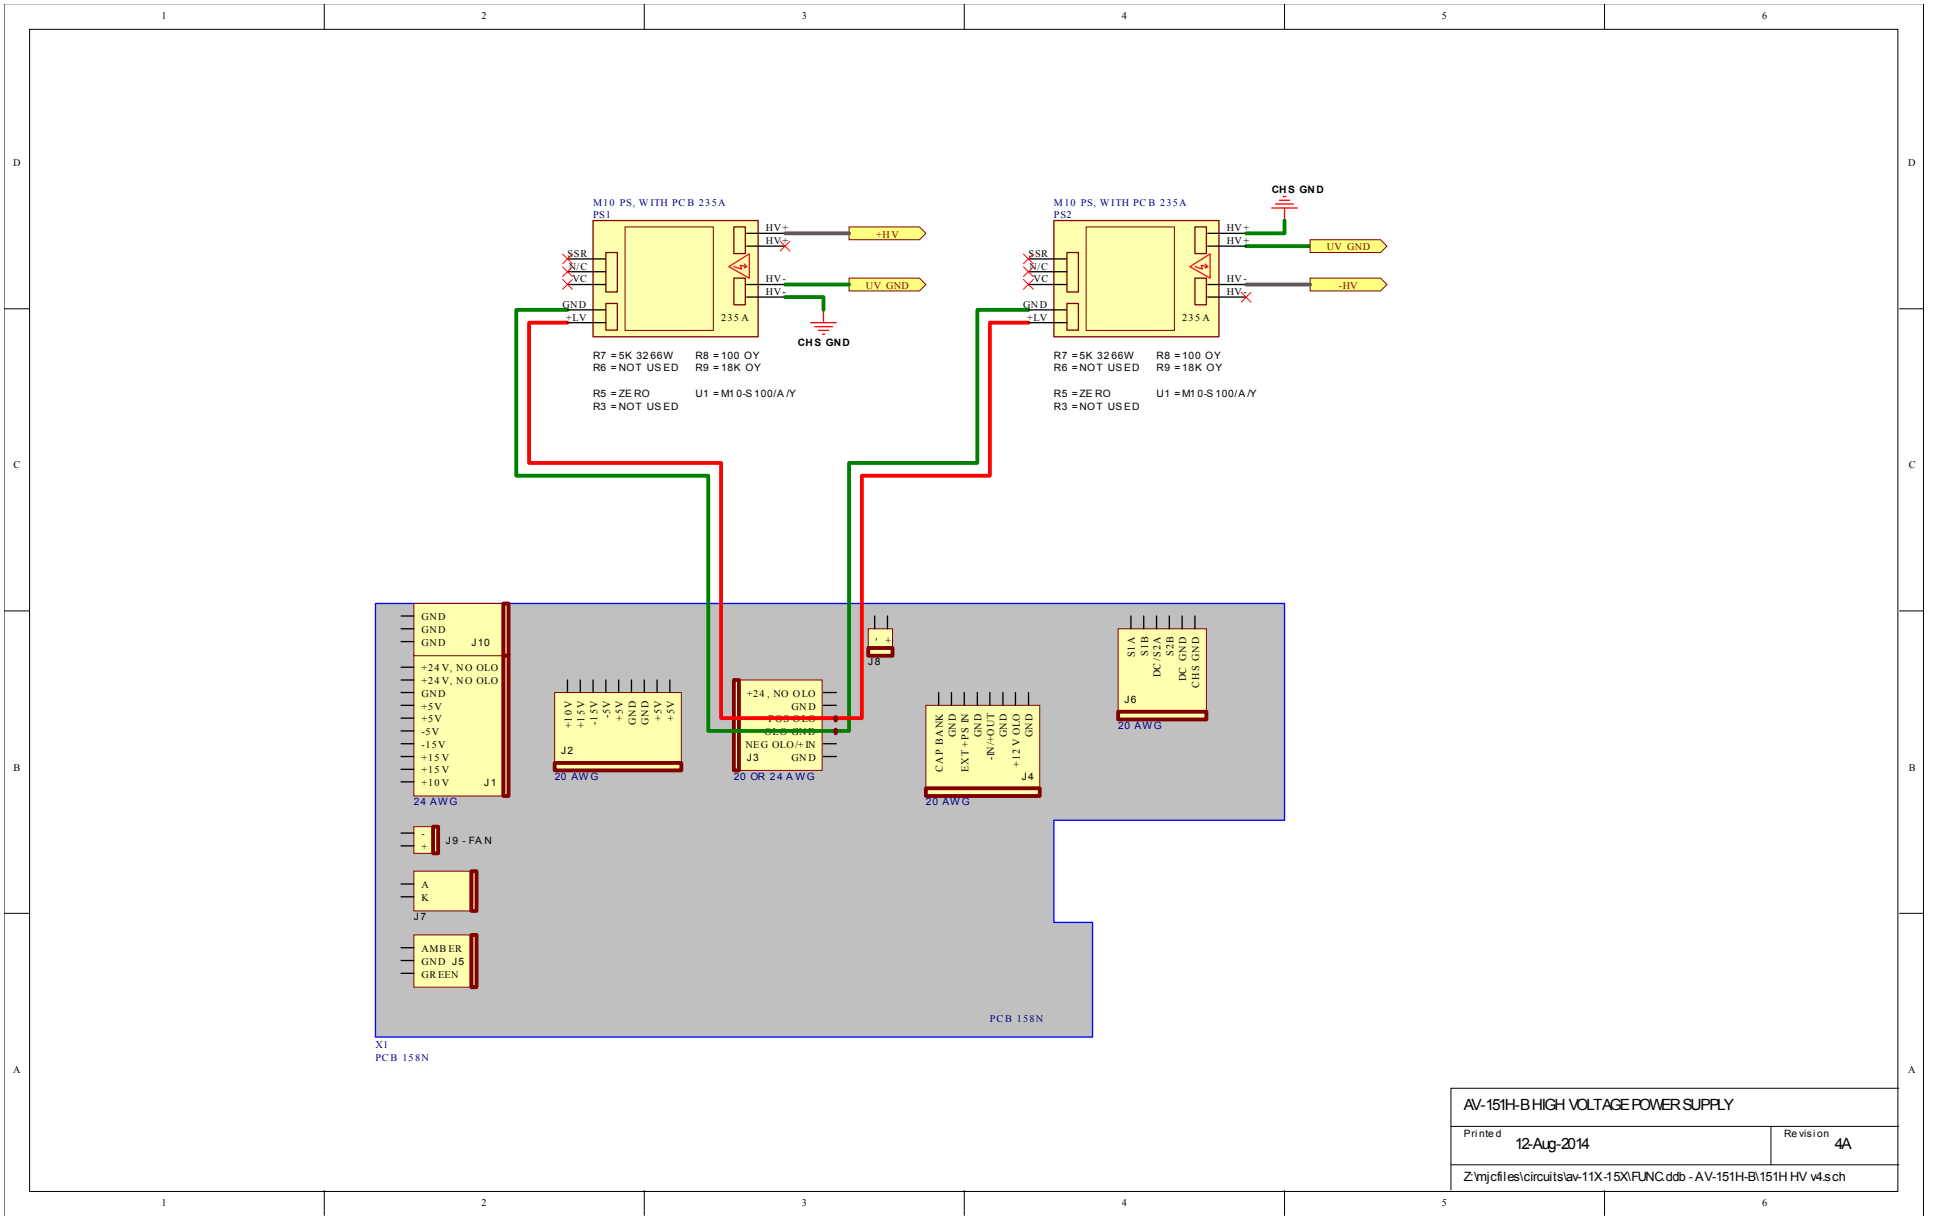 1 2 3 4 5 6
D D
C C
B B
A A
M10 PS, WITH PCB 235A
PS1
SSR
N/C
VC
GND
+LV
HV+
HV+
HV-
HV-
235A
+HV
UV GND
CHS GND
R7 = 5K 3266W R8 = 100 OY
R6 = NOT USED R9 = 18K OY
R5 = ZERO U1 = M10-S100/A/Y
R3 = NOT USED
M10 PS, WITH PCB 235A
PS2
SSR
N/C
VC
GND
+LV
HV+
HV+
HV-
HV-
235A
CHS GND
UV GND
-HV
R7 = 5K 3266W R8 = 100 OY
R6 = NOT USED R9 = 18K OY
R5 = ZERO U1 = M10-S100/A/Y
R3 = NOT USED
GND
GND
GND J10
+24V, NO OLO
+24V, NO OLO
GND
+5V
+5V
-5V
-15V
+15V
+15V
+10V J1
24 AWG
+10V
+15V
-15V
-5V
+5V
GND
GND
+5V
+5V
J2
20 AWG
+24, NO OLO
GND
POS OLO
OLO GND
NEG OLO/+IN
J3 GND
20 OR 24 AWG
- +
J8
CAP BANK
GND
EXT +PS IN
GND
-IN/+OUT
GND
+12V OLO
GND
J4
20 AWG
S1A
S1B
DC/S2A
S2B
DC GND
CHS GND
J6
20 AWG
-
+
J9 - FAN
A
K
J7
AMBER
GND J5
GREEN
PCB 158N
X1
PCB 158N
AV-151H-B HIGH VOLTAGE POWER SUPPLY
Printed 12-Aug-2014 Revision 4A
Z:\mjcfiles\circuits\av-11X-15X\FUNC.ddb - AV-151H-B\151H HV v4.sch
1 2 3 4 5 6